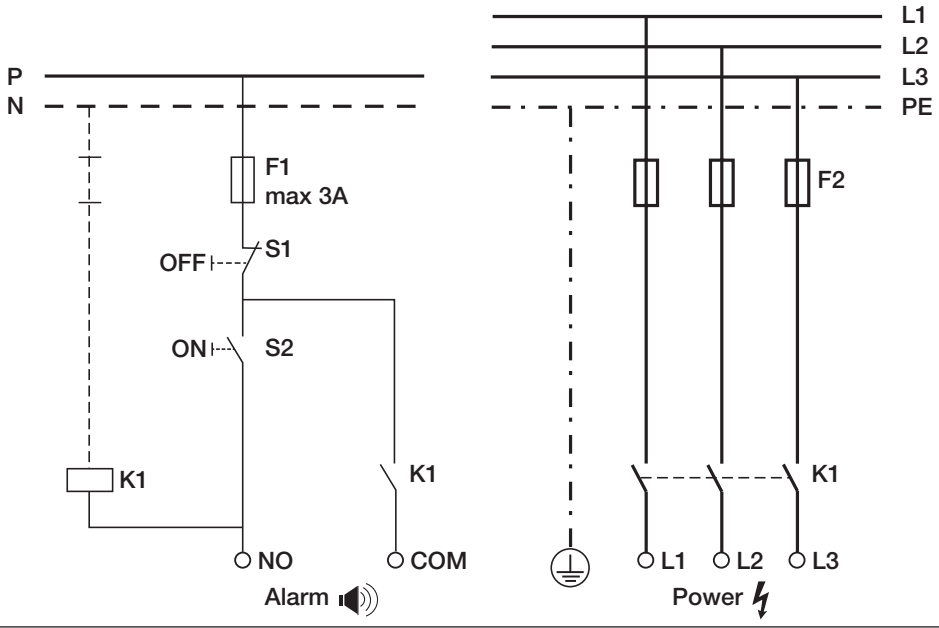 P
N
F1
max 3A
S1
OFF
ON
S2
K1
K1
NO
COM
Alarm
L1
L2
L3
PE
F2
K1
L1
L2
L3
Power